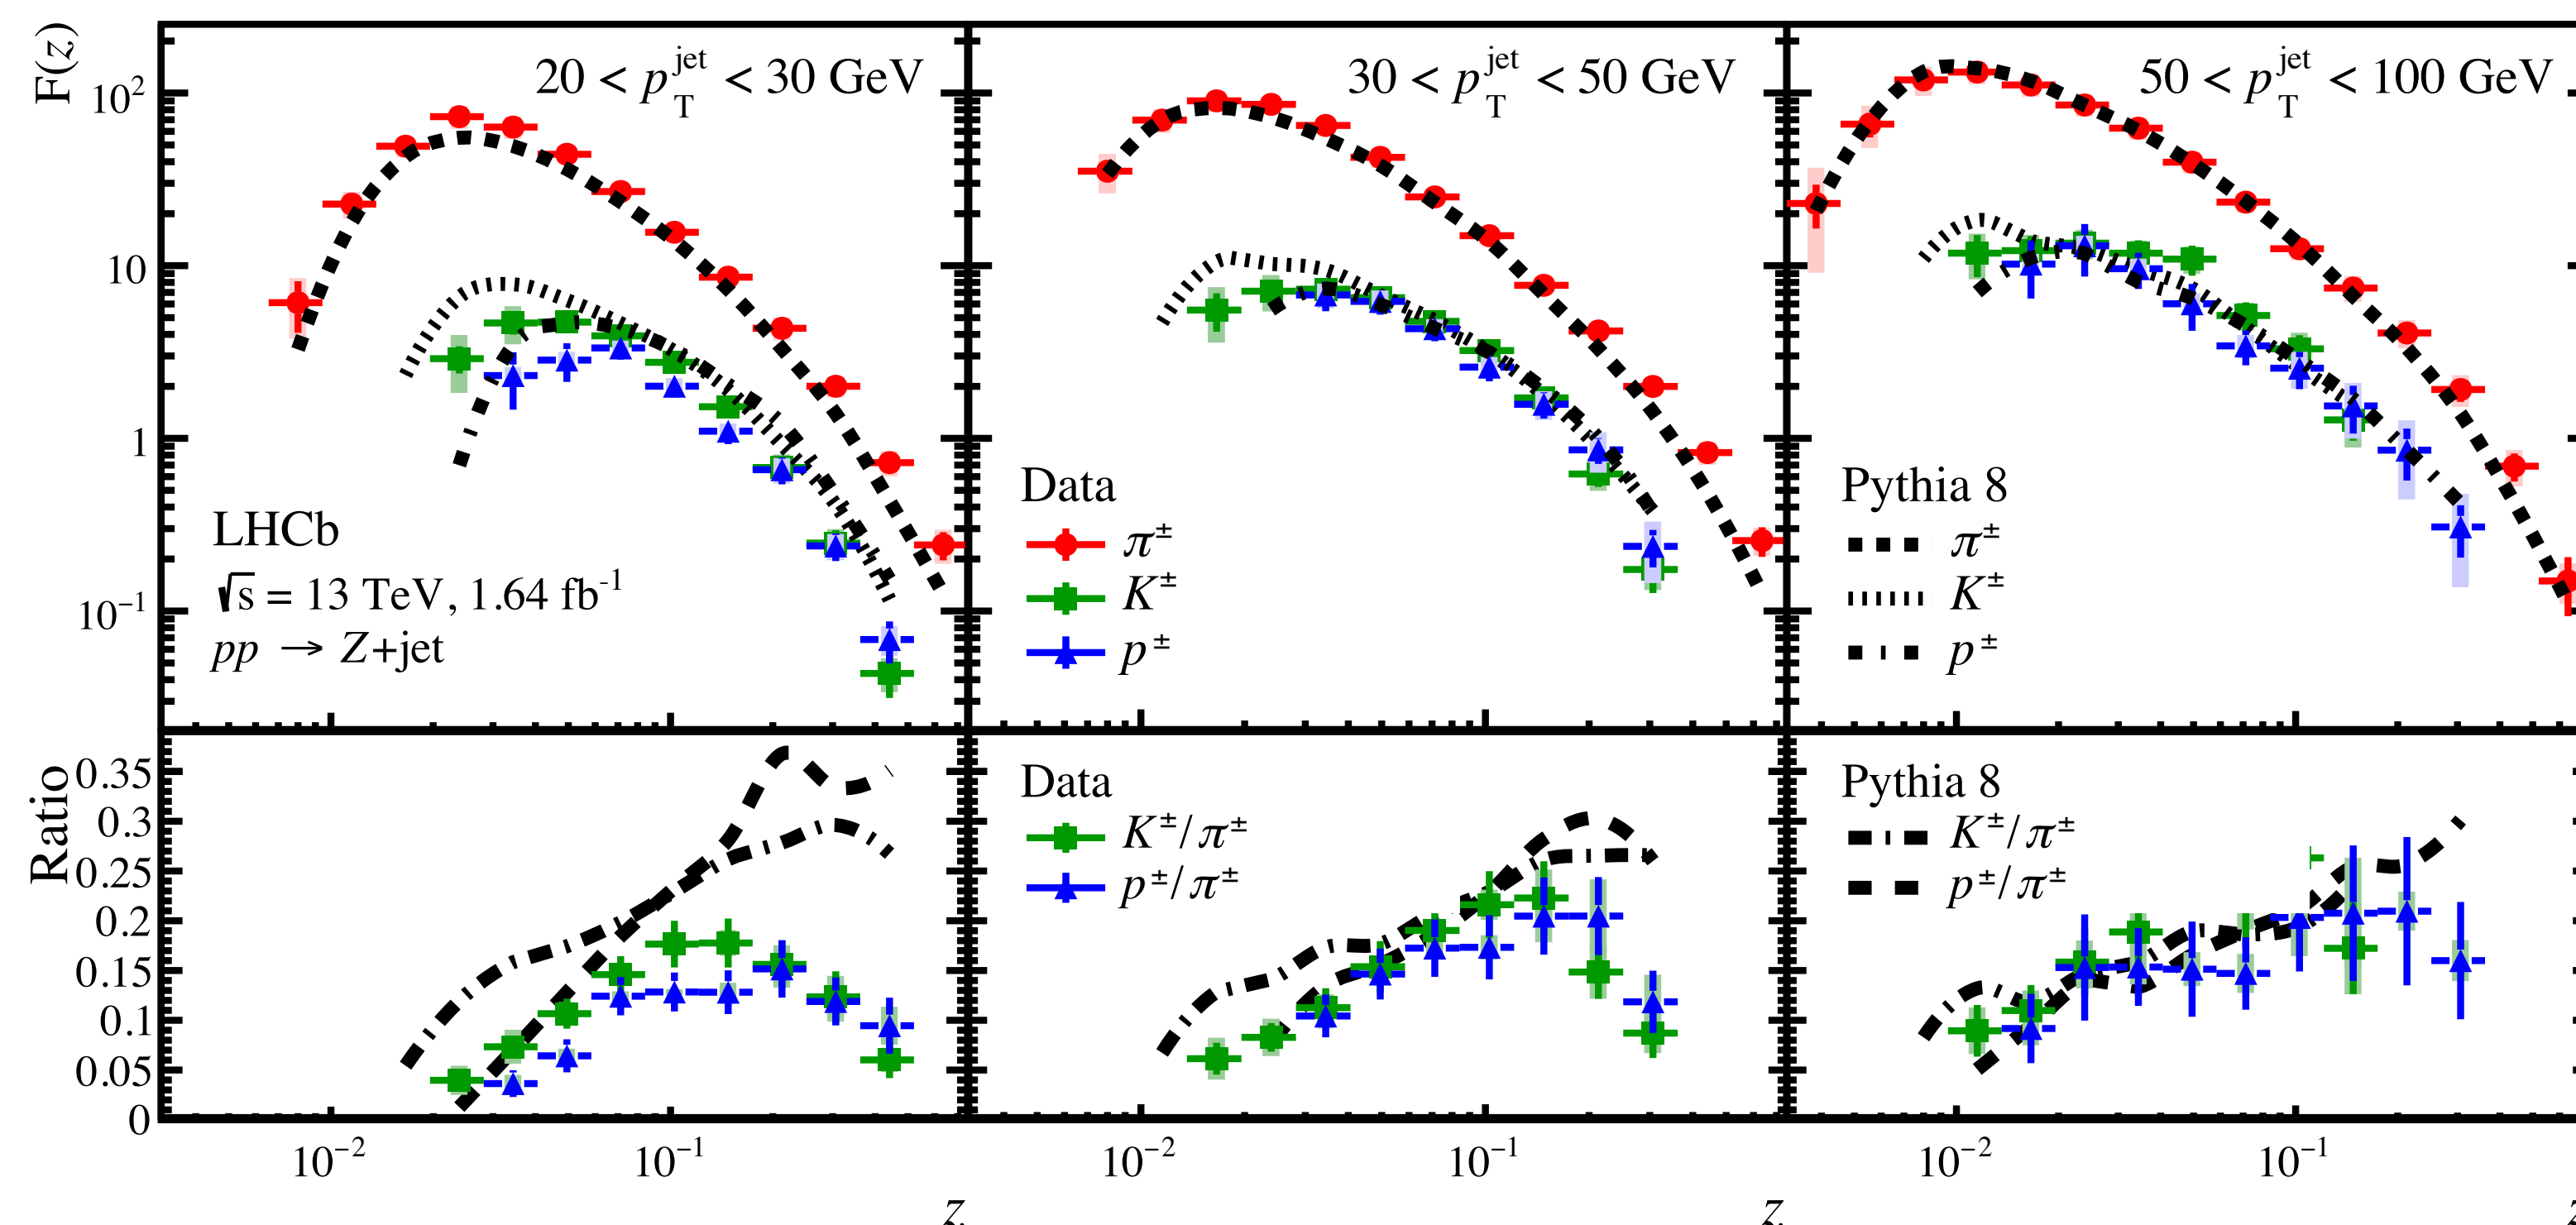 F(z)
10²
10
1
10⁻¹
20 < p_T^jet < 30 GeV
LHCb
√s = 13 TeV, 1.64 fb⁻¹
pp → Z+jet
30 < p_T^jet < 50 GeV
Data
π±
K±
p±
50 < p_T^jet < 100 GeV
Pythia 8
π±
K±
p±
Ratio
0.35
0.3
0.25
0.2
0.15
0.1
0.05
0
Data
K±/π±
p±/π±
Pythia 8
K±/π±
p±/π±
10⁻² 10⁻¹ 10⁻² 10⁻¹ 10⁻² 10⁻¹
z z z